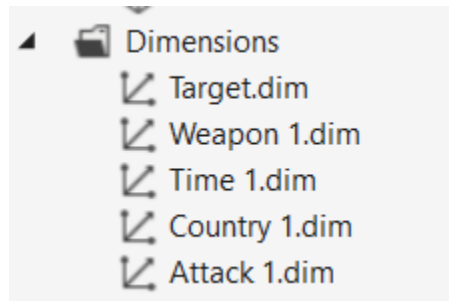 Dimensions
Target.dim
Weapon 1.dim
Time 1.dim
Country 1.dim
Attack 1.dim